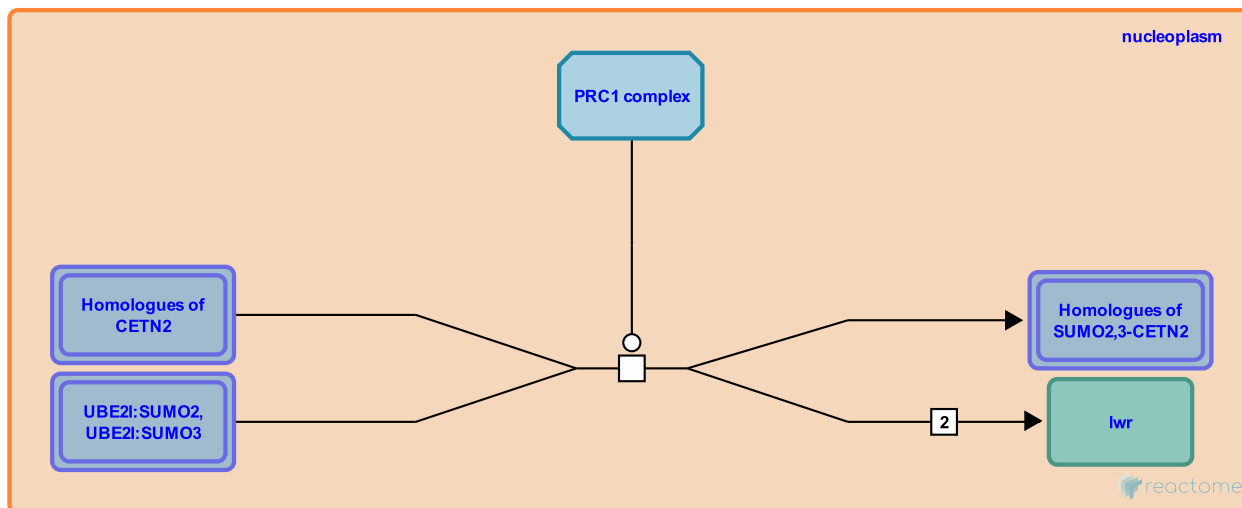 nucleoplasm
PRC1 complex
Homologues of
CETN2
UBE2I:SUMO2,
UBE2I:SUMO3
Homologues of
SUMO2,3-CETN2
2
lwr
reactome